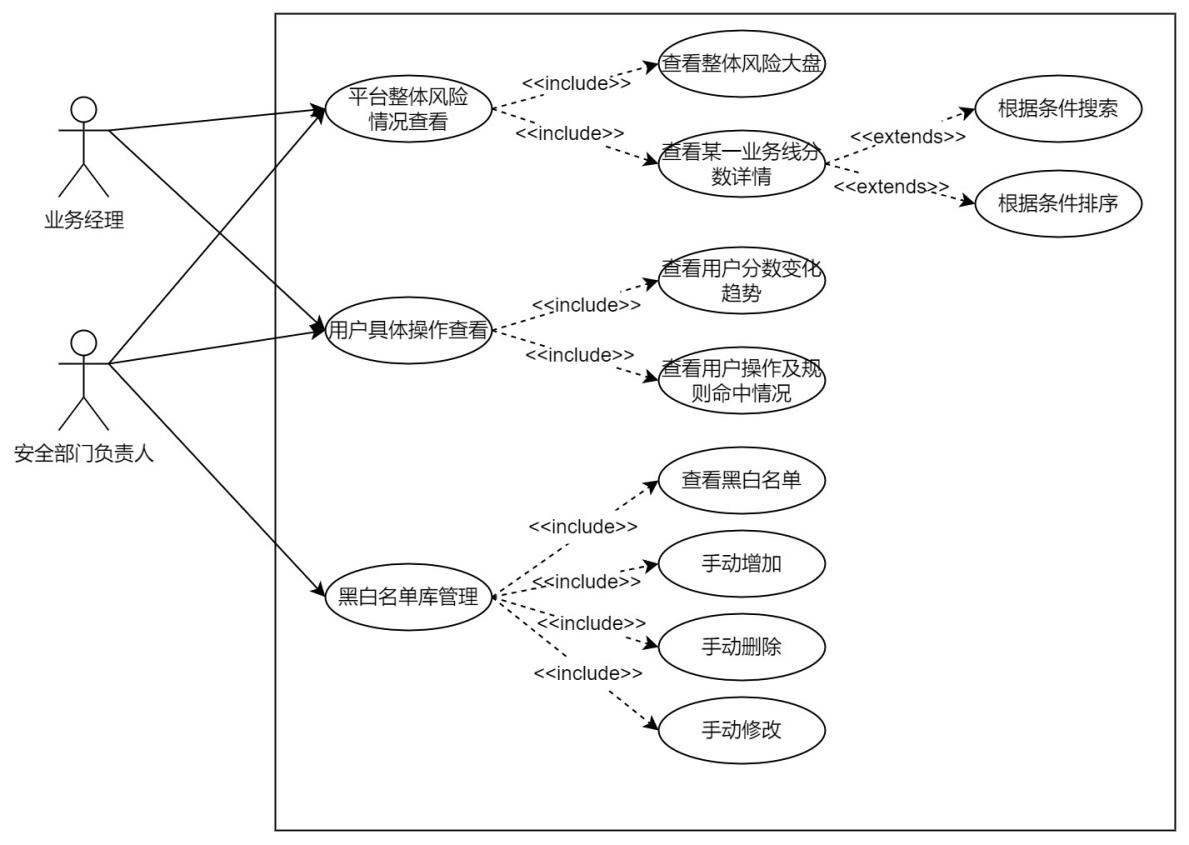 业务经理
安全部门负责人
平台整体风险
情况查看
<<include>>
查看整体风险大盘
<<include>>
查看某一业务线分
数详情
<<extends>>
根据条件搜索
<<extends>>
根据条件排序
用户具体操作查看
<<include>>
查看用户分数变化
趋势
<<include>>
查看用户操作及规
则命中情况
黑白名单库管理
<<include>>
查看黑白名单
<<include>>
手动增加
<<include>>
手动删除
<<include>>
手动修改